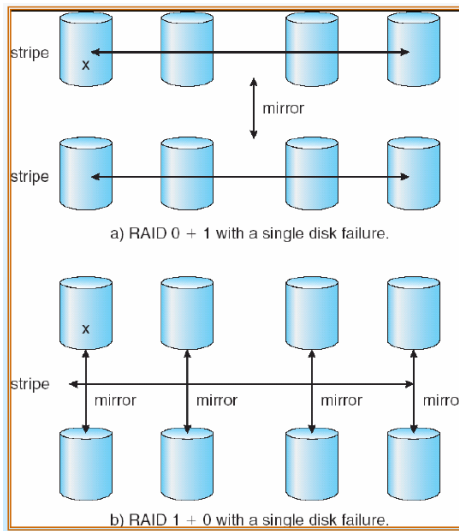 stripe
x
mirror
stripe
a) RAID 0 + 1 with a single disk failure.
x
stripe
mirror mirror mirror mirro
b) RAID 1 + 0 with a single disk failure.